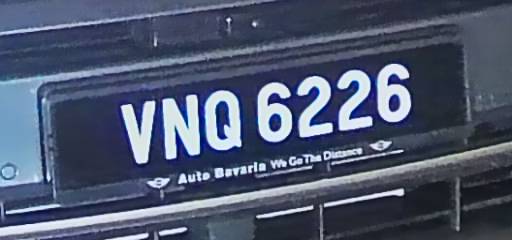 VNQ 6226
Auto Bavaria We Go The Distance